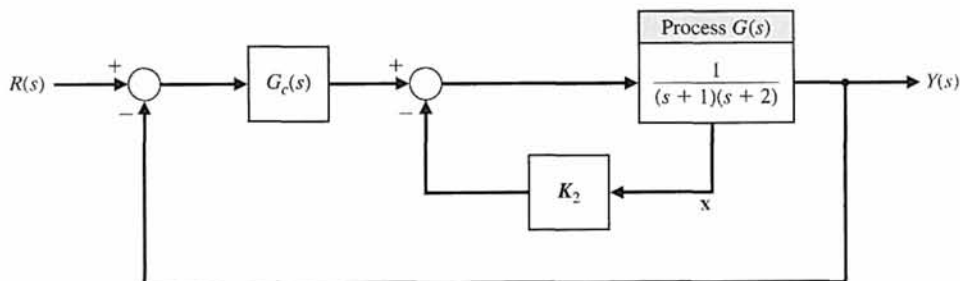 Process G(s)
R(s)
+
−
G_c(s)
+
−
1
(s + 1)(s + 2)
Y(s)
K_2
x